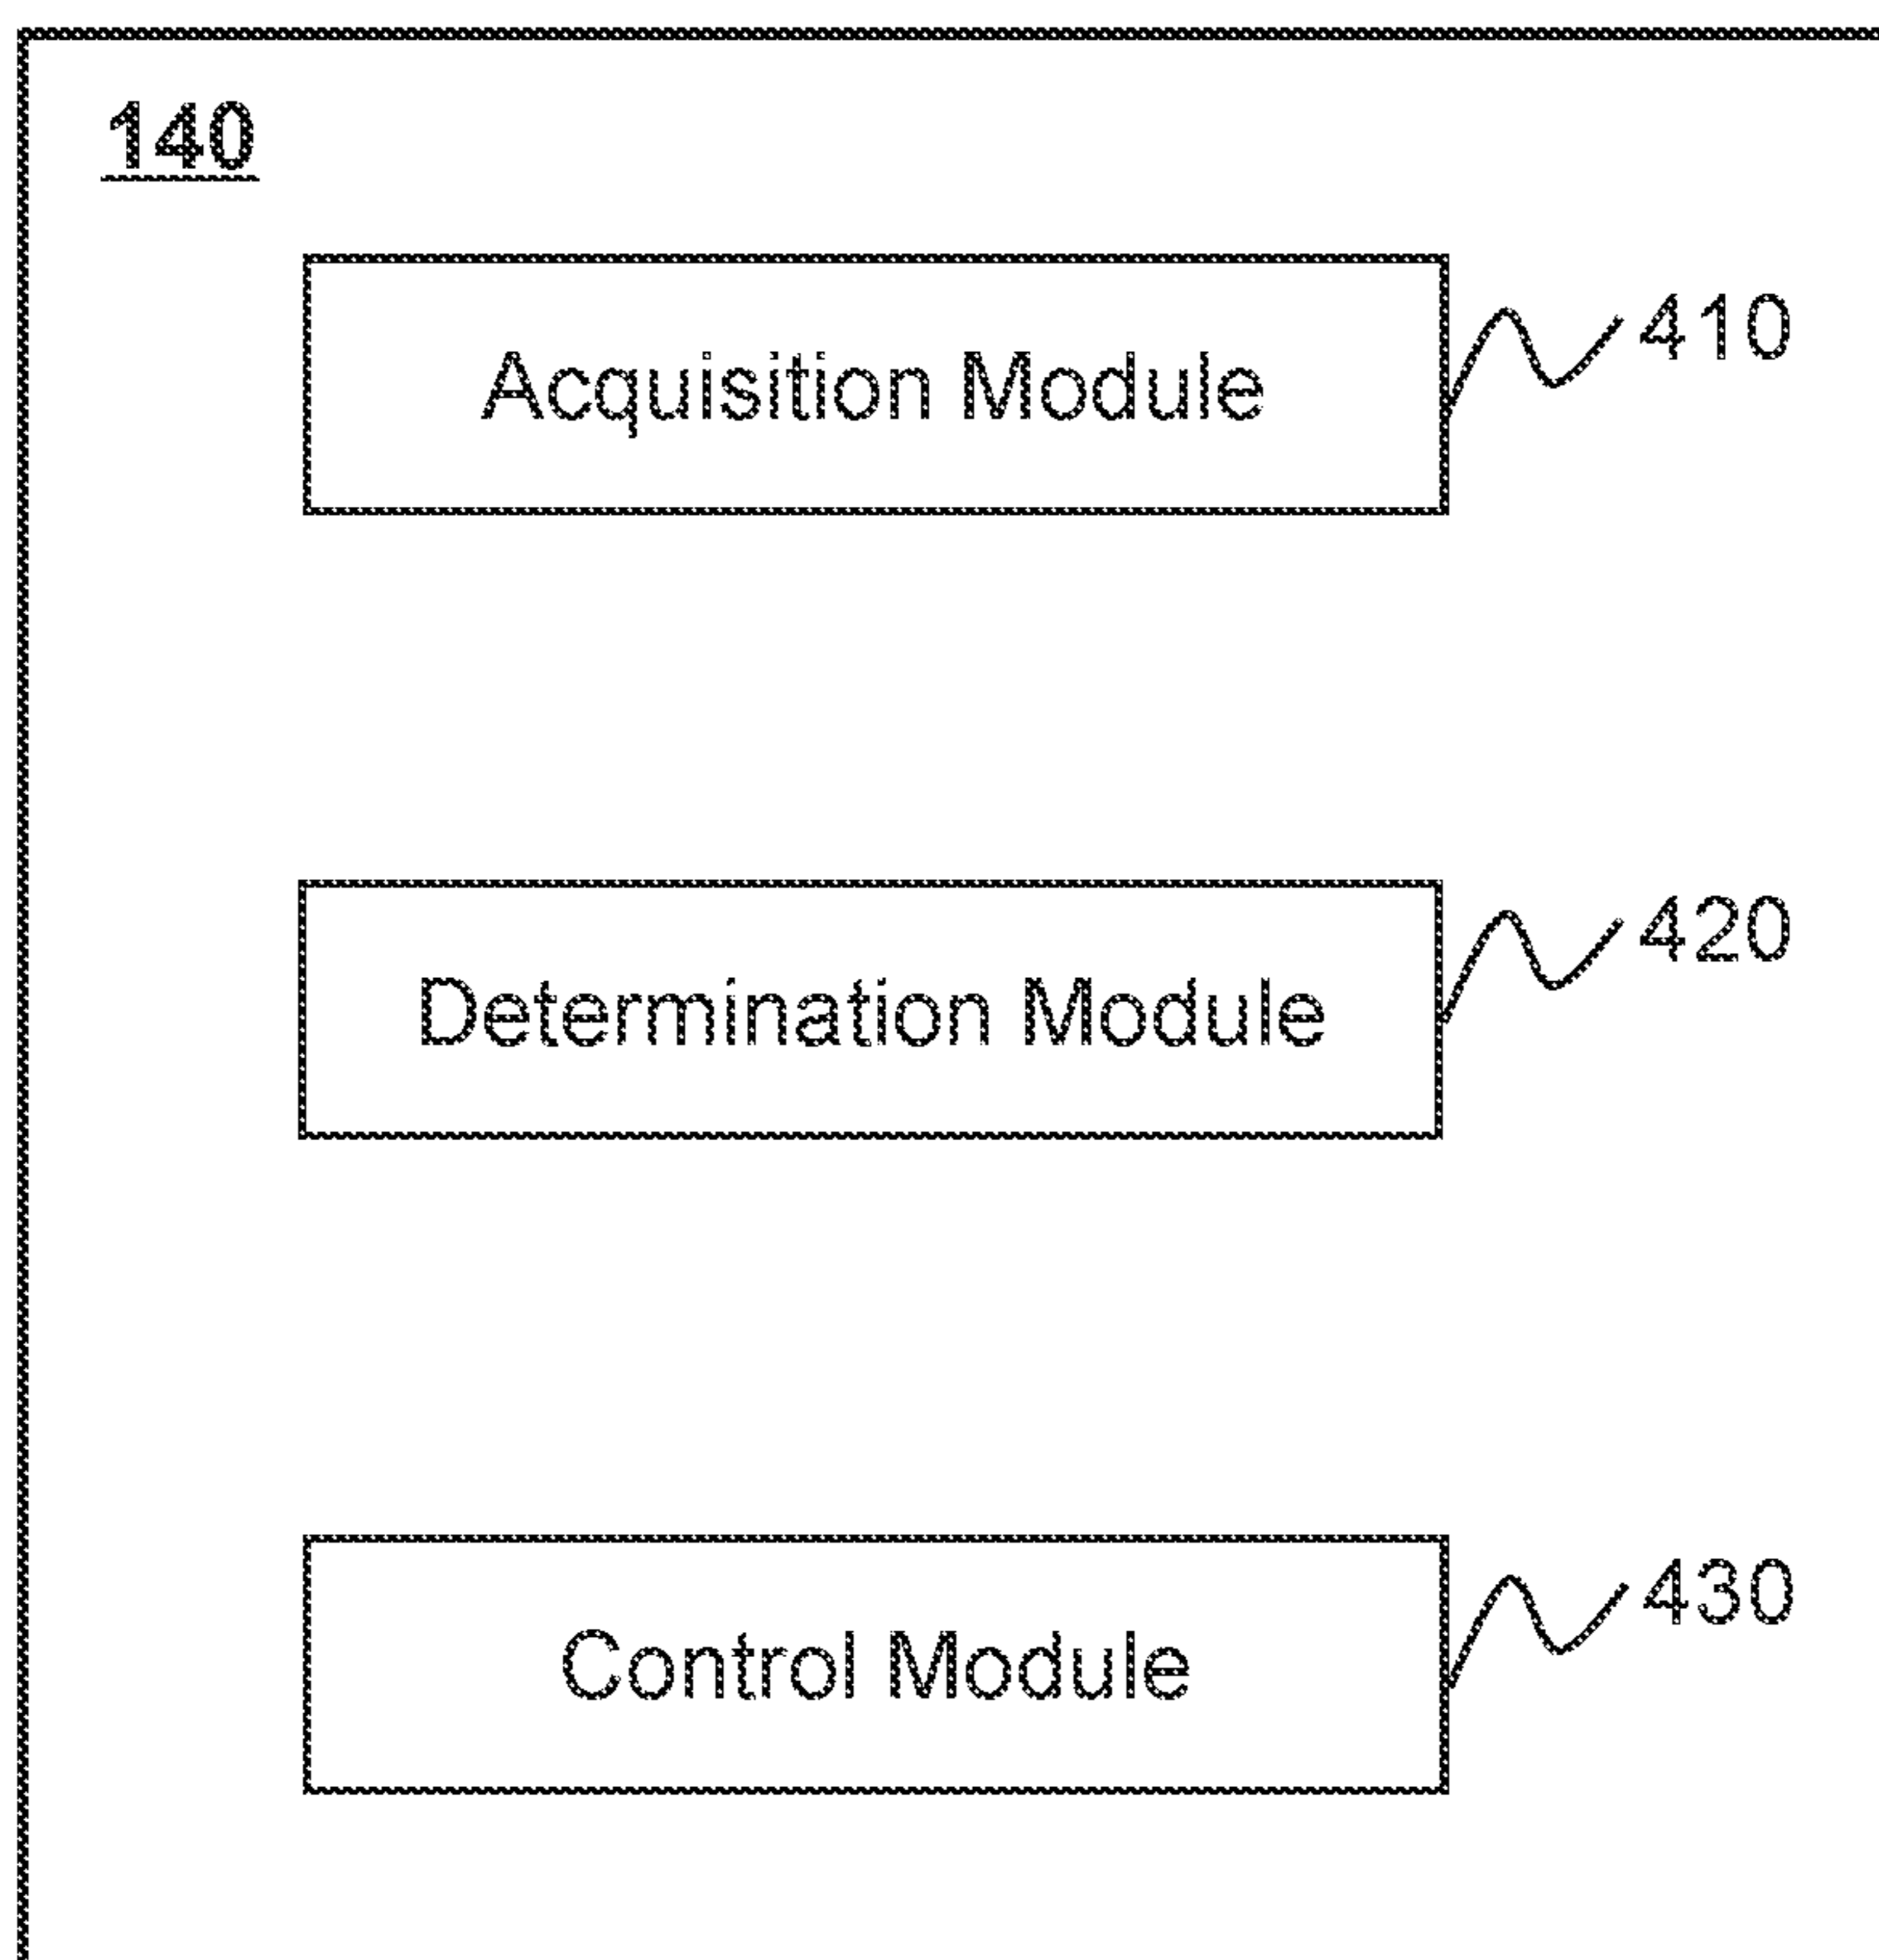 140
410
Acquisition Module
420
Determination Module
430
Control Module